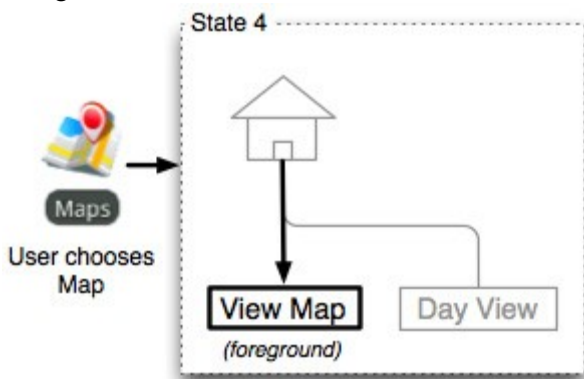 State 4
Maps
User chooses
Map
View Map
Day View
(foreground)